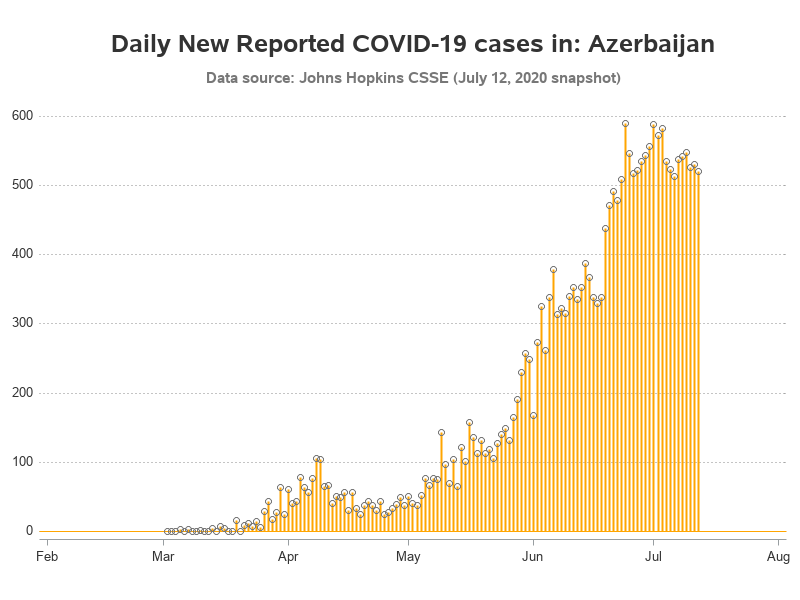 Daily New Reported COVID-19 cases in: Azerbaijan
Data source: Johns Hopkins CSSE (July 12, 2020 snapshot)
600
500
400
300
200
100
0
Feb Mar Apr May Jun Jul Aug